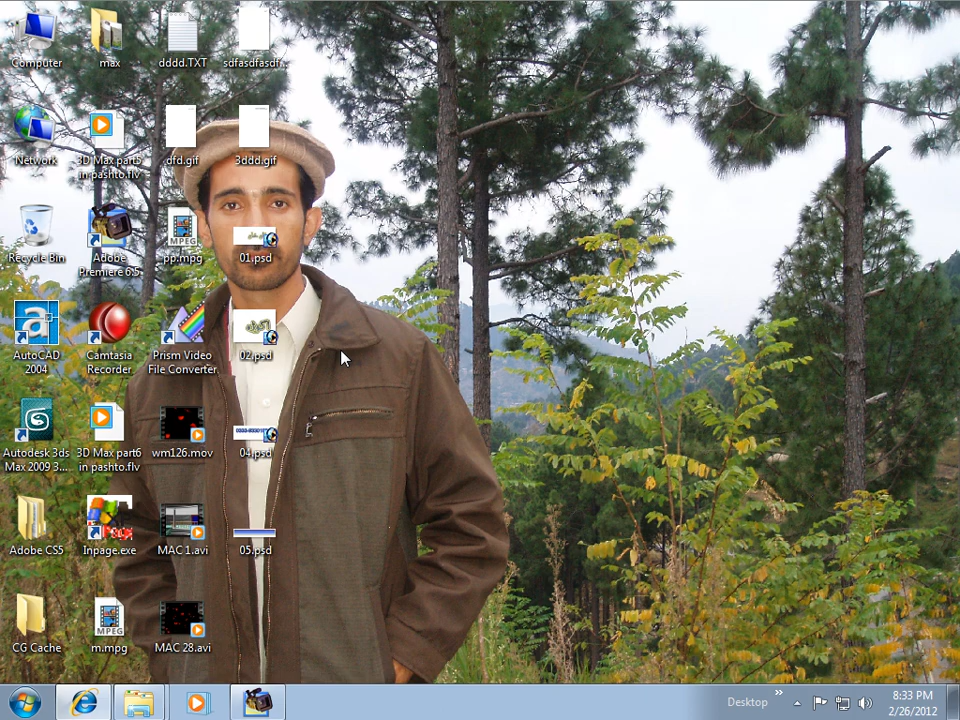 Computer
max
dddd.TXT
sdfasdfasdfr...
Network
3D Max part5
in pashto.flv
dfd.gif
3ddd.gif
Recycle Bin
Adobe
Premiere 6.5
MPEG
pp.mpg
01.psd
AutoCAD
2004
Camtasia
Recorder
Prism Video
File Converter
02.psd
Autodesk 3ds
Max 2009 3...
3D Max part6
in pashto.flv
wm126.mov
04.psd
Adobe CS5
Inpage.exe
MAC 1.avi
05.psd
CG Cache
MPEG
m.mpg
MAC 28.avi
Desktop
8:33 PM
2/26/2012